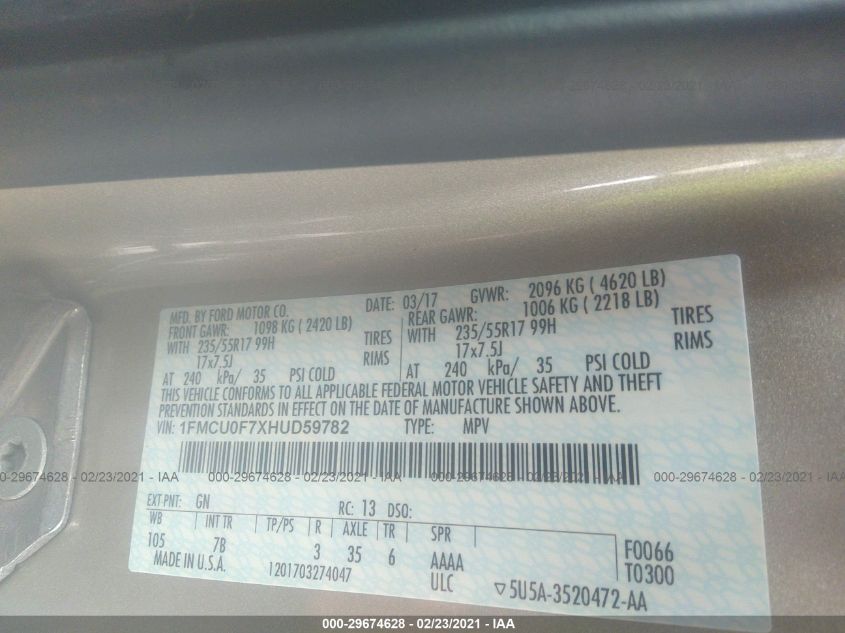 MFD. BY FORD MOTOR CO.
DATE: 03/17
GVWR: 2096 KG ( 4620 LB)
FRONT GAWR: 1098 KG ( 2420 LB)
REAR GAWR: 1006 KG ( 2218 LB)
WITH 235/55R17 99H TIRES
WITH 235/55R17 99H TIRES
17x7.5J RIMS
17x7.5J RIMS
AT 240 kPa/ 35 PSI COLD
AT 240 kPa/ 35 PSI COLD
THIS VEHICLE CONFORMS TO ALL APPLICABLE FEDERAL MOTOR VEHICLE SAFETY AND THEFT
PREVENTION STANDARDS IN EFFECT ON THE DATE OF MANUFACTURE SHOWN ABOVE.
VIN: 1FMCU0F7XHUD59782 TYPE: MPV
000-29674628 - 02/23/2021 - IAA
EXT PNT: GN RC: 13 DSO:
WB INT TR TP/PS R AXLE TR SPR
105 7B 3 35 6 AAAA F0066
MADE IN U.S.A. 1201703274047 ULC T0300
▽5U5A-3520472-AA
000-29674628 - 02/23/2021 - IAA